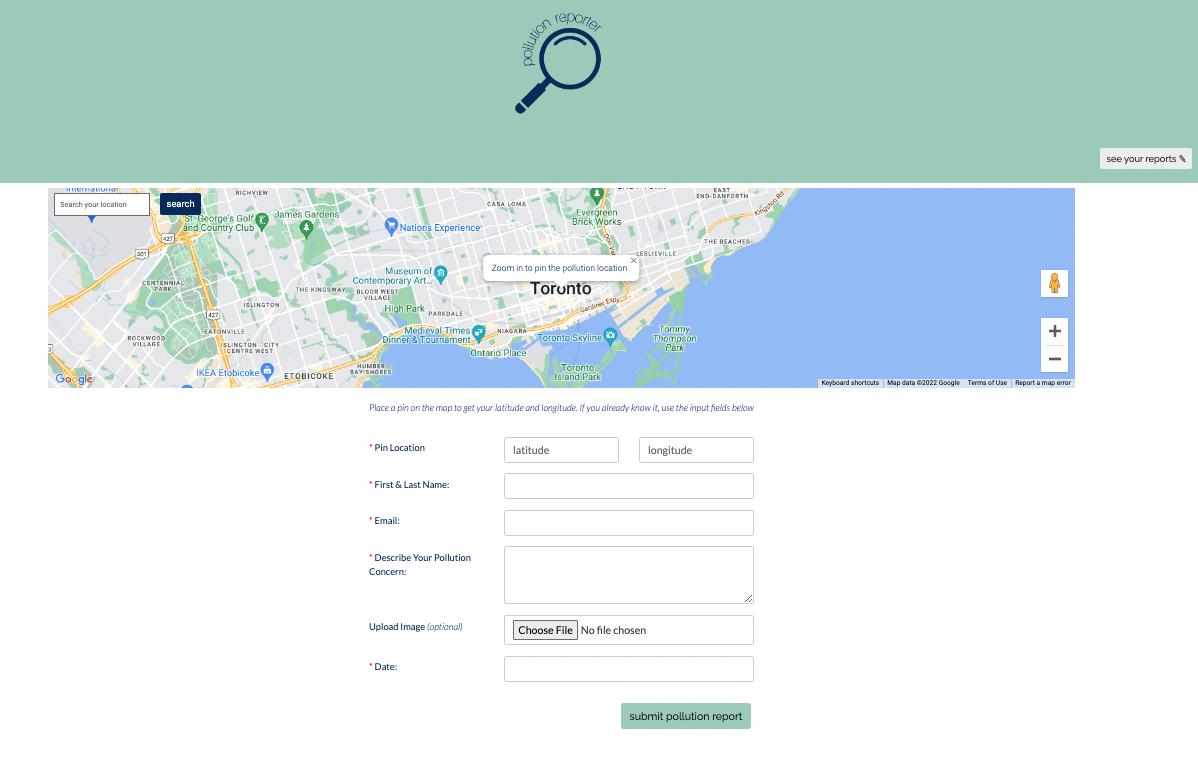 pollution reporter
see your reports ✎
International
Search your location
search
RICHVIEW
CASA LOMA
EAST
END-DANFORTH
Kingston Rd
St. George's Golf
and Country Club
James Gardens
Evergreen
Brick Works
Nations Experience
427
401
LESLIEVILLE
THE BEACHES
Zoom in to pin the pollution location
×
Museum of
Contemporary Art...
CENTENNIAL
PARK
THE KINGSWAY
BLOOR WEST
VILLAGE
Toronto
Gardiner Expy
ISLINGTON
High Park
PARKDALE
427
EATONVILLE
Medieval Times
Dinner & Tournament
NIAGARA
Toronto Skyline
Tommy
Thompson
Park
ROCKWOOD
VILLAGE
ISLINGTON - CITY
CENTRE WEST
Ontario Place
IKEA Etobicoke
ETOBICOKE
HUMBER
BAY SHORES
Toronto
Island Park
Google
Keyboard shortcuts
Map data ©2022 Google
Terms of Use
Report a map error
Place a pin on the map to get your latitude and longitude. If you already know it, use the input fields below
* Pin Location
latitude
longitude
* First & Last Name:
* Email:
* Describe Your Pollution
Concern:
Upload Image (optional)
Choose File No file chosen
* Date:
submit pollution report